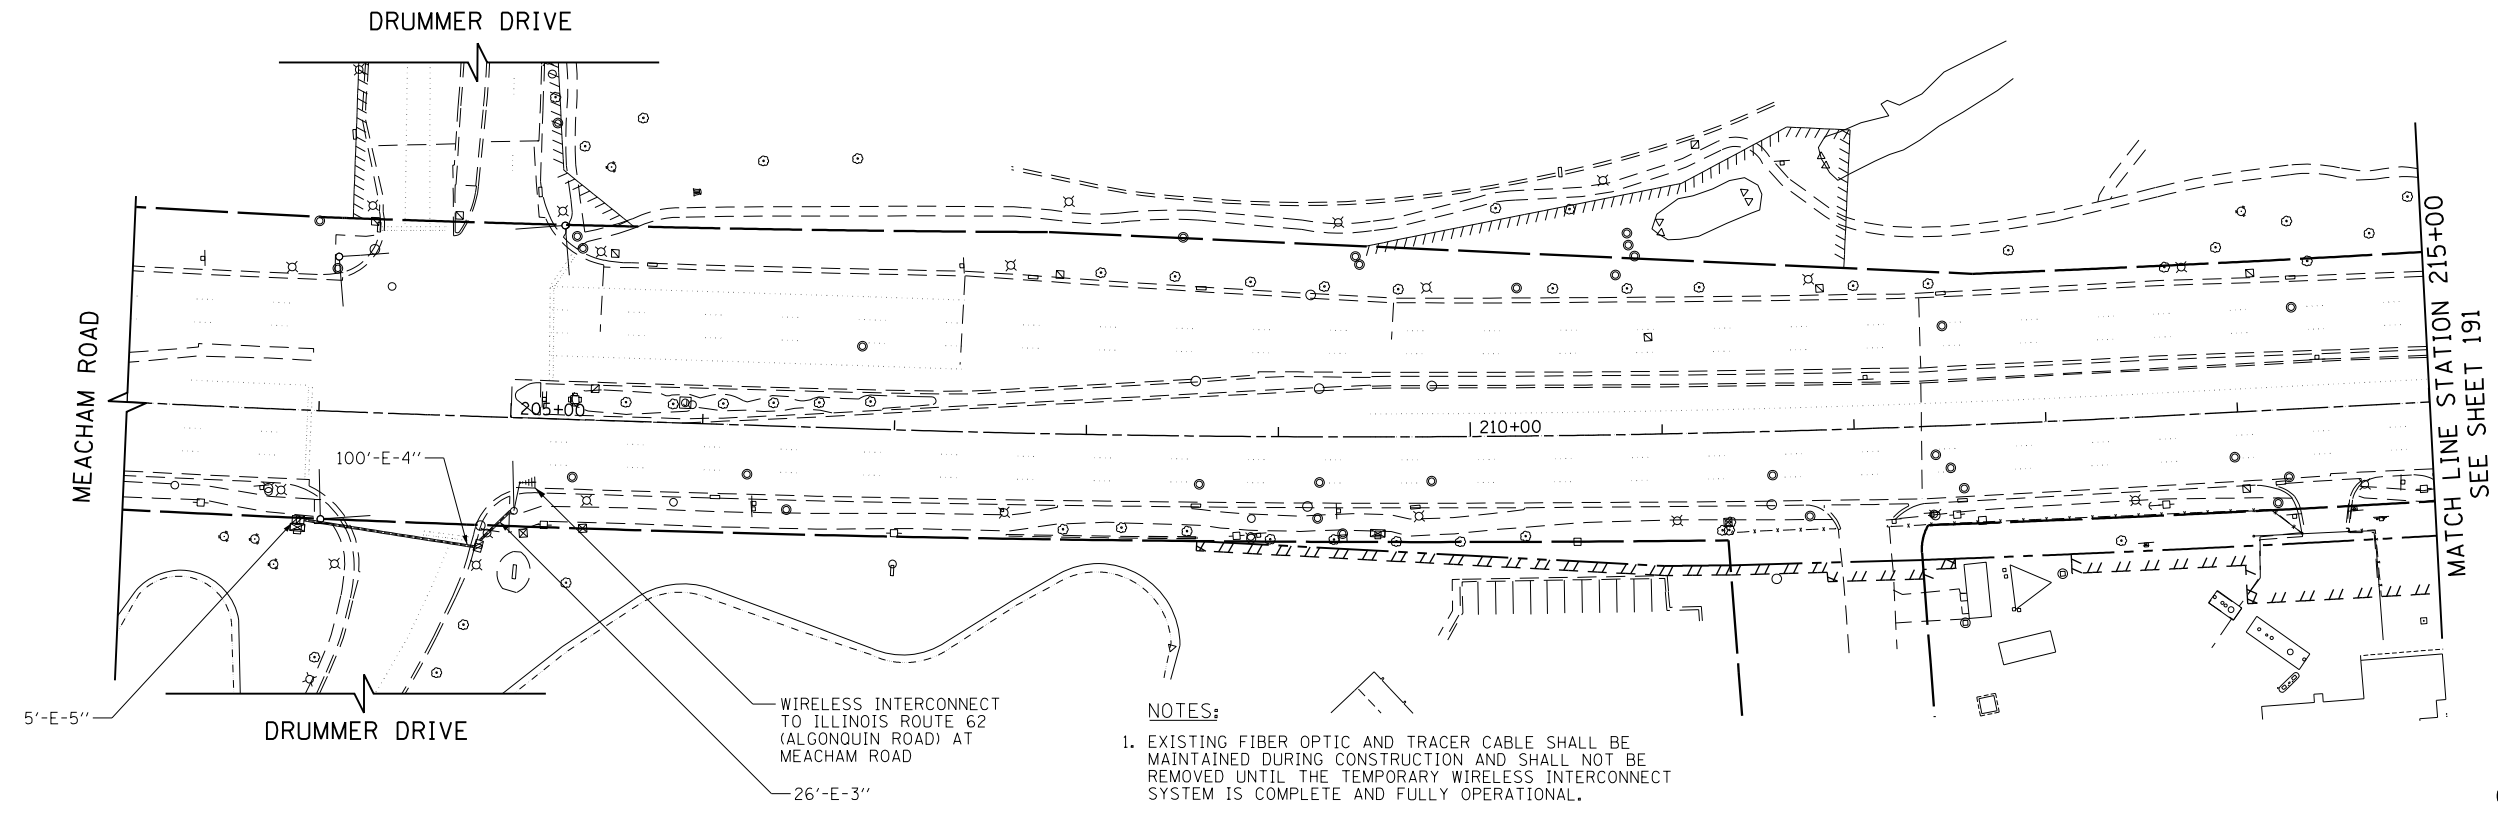 DRUMMER DRIVE
MEACHAM ROAD
205+00
210+00
100'-E-4''
MATCH LINE STATION 215+00
SEE SHEET 191
5'-E-5''
DRUMMER DRIVE
WIRELESS INTERCONNECT
TO ILLINOIS ROUTE 62
(ALGONQUIN ROAD) AT
MEACHAM ROAD
26'-E-3''
NOTES:
1. EXISTING FIBER OPTIC AND TRACER CABLE SHALL BE
MAINTAINED DURING CONSTRUCTION AND SHALL NOT BE
REMOVED UNTIL THE TEMPORARY WIRELESS INTERCONNECT
SYSTEM IS COMPLETE AND FULLY OPERATIONAL.